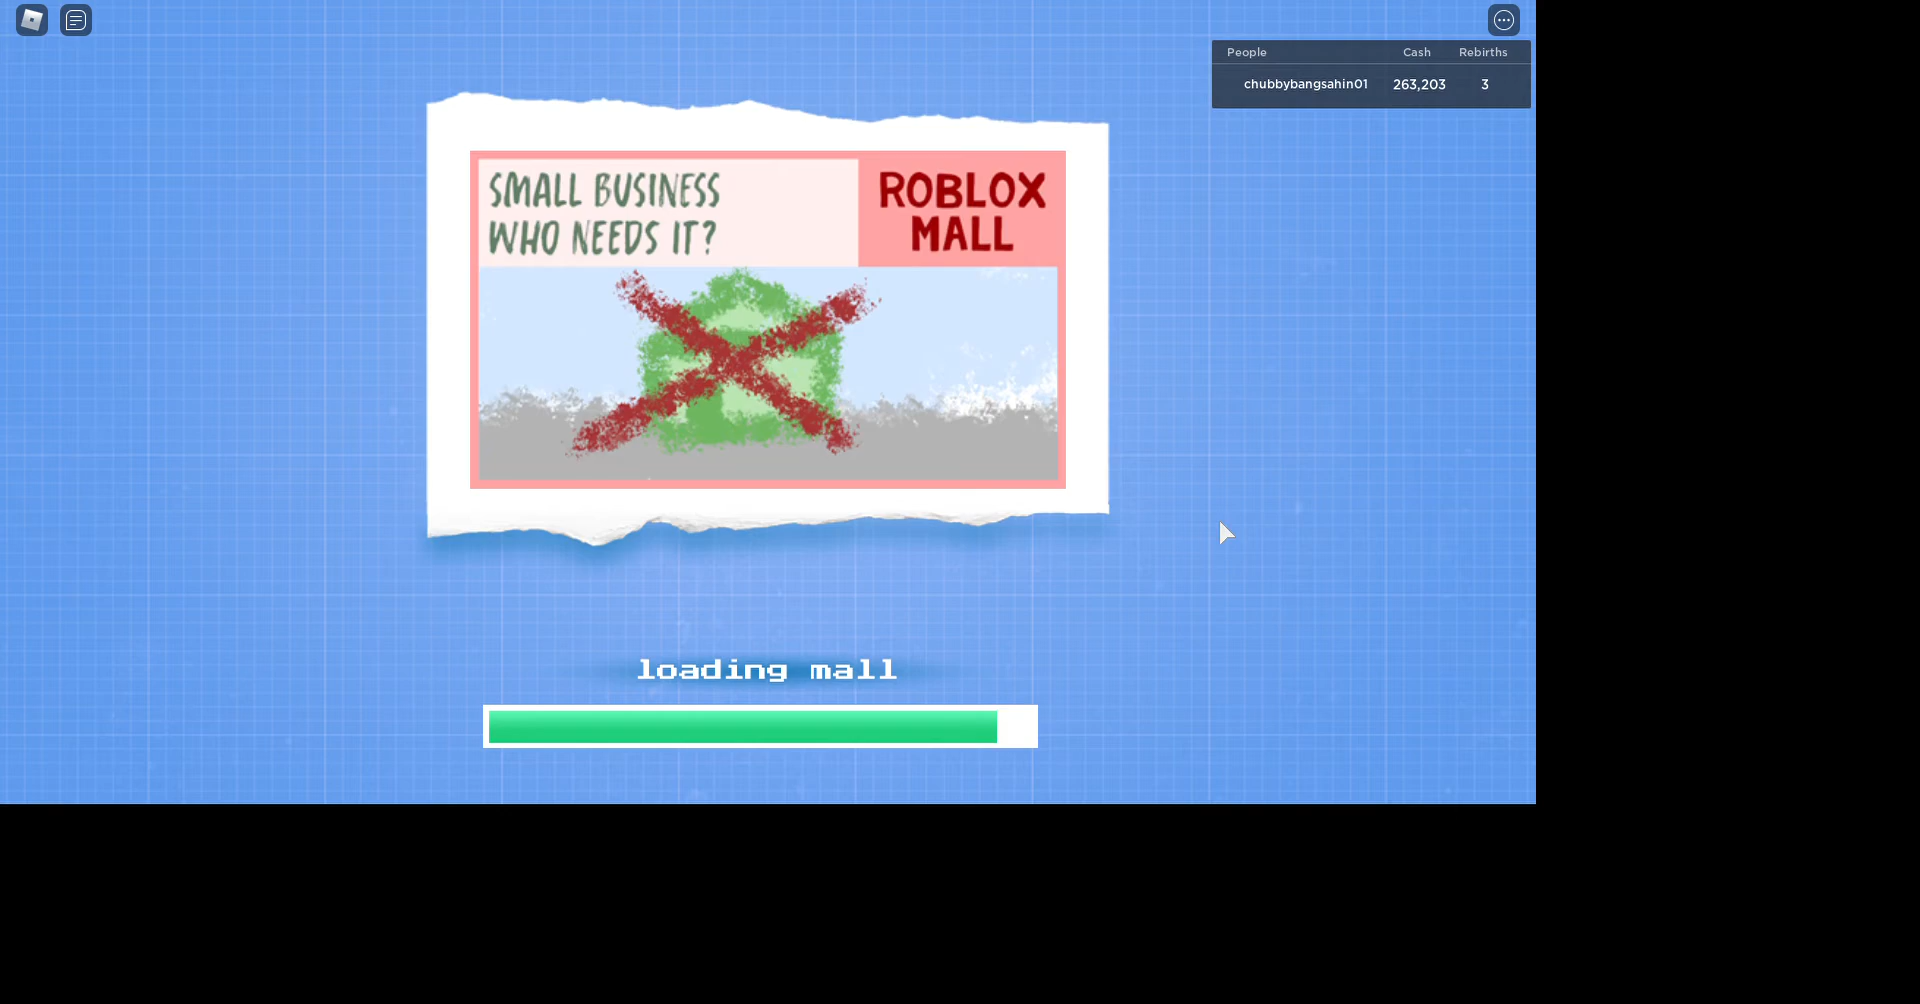 People Cash Rebirths
chubbybangsahin01 263,203 3
SMALL BUSINESS
WHO NEEDS IT?
ROBLOX
MALL
loading mall